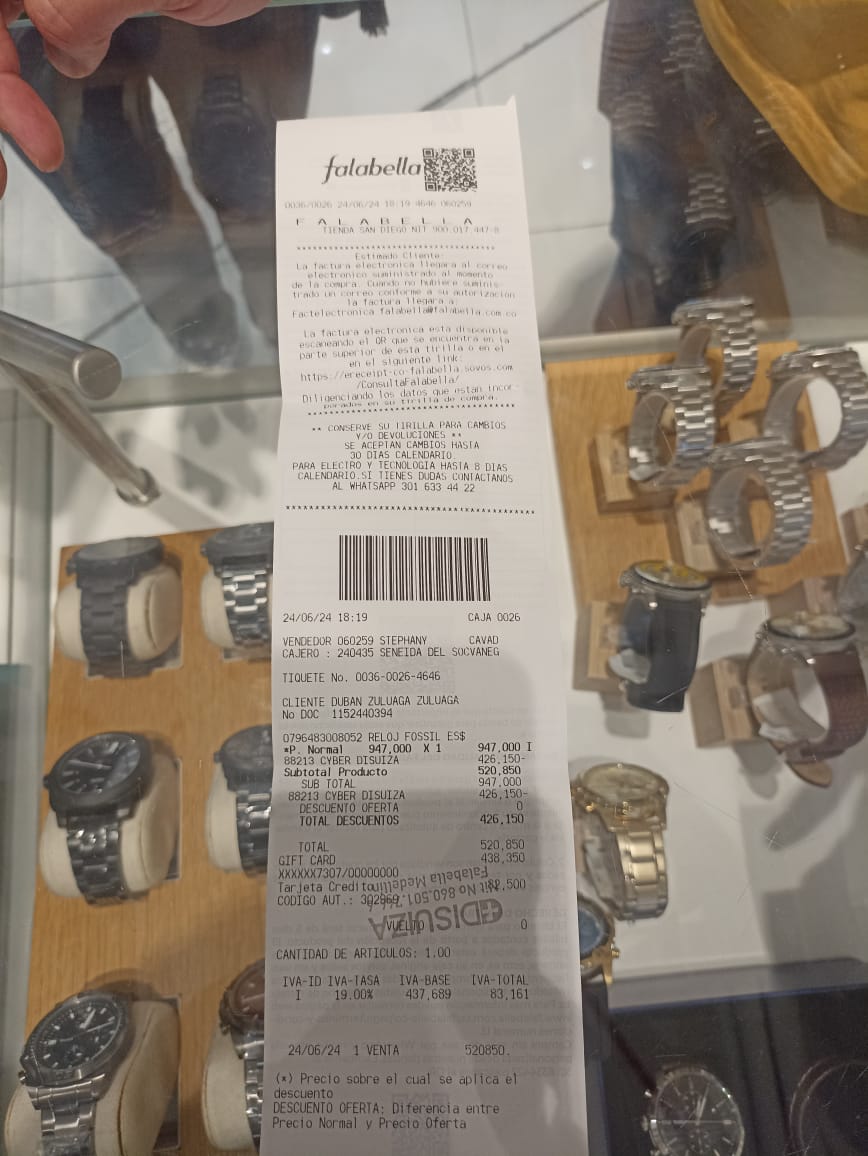 falabella
0036/0026 24/06/24 18:19 4646 060259
F A L A B E L L A
TIENDA SAN DIEGO NIT 900.017.447-8
Estimado Cliente:
La factura electronica llegara al correo
electronico suministrado al momento
de la compra. Cuando no hubiere suminis-
trado un correo conforme a su autorización
la factura llegara a:
Factelectronica falabella@falabella.com.co
La factura electronica esta disponible
escaneando el QR que se encuentra en la
parte superior de esta tirilla o en el
en el siguiente link:
https://ereceipt-co-falabella.sovos.com
/ConsultaFalabella/
Diligenciando los datos que estan incor-
porados en su tirilla de compra.
** CONSERVE SU TIRILLA PARA CAMBIOS
Y/O DEVOLUCIONES **
SE ACEPTAN CAMBIOS HASTA
30 DIAS CALENDARIO.
PARA ELECTRO Y TECNOLOGIA HASTA 8 DIAS
CALENDARIO.SI TIENES DUDAS CONTACTANOS
AL WHATSAPP 301 633 44 22
24/06/24 18:19 CAJA 0026
VENDEDOR 060259 STEPHANY CAVAD
CAJERO : 240435 SENEIDA DEL SOCVANEG
TIQUETE No. 0036-0026-4646
CLIENTE DUBAN ZULUAGA ZULUAGA
No DOC 1152440394
0796483008052 RELOJ FOSSIL ES$
*P. Normal 947,000 X 1 947,000 I
88213 CYBER DISUIZA 426,150-
Subtotal Producto 520,850
SUB TOTAL 947,000
88213 CYBER DISUIZA 426,150-
DESCUENTO OFERTA 0
TOTAL DESCUENTOS 426,150
TOTAL 520,850
GIFT CARD 438,350
XXXXXX7307/00000000
Tarjeta Credito 82,500
CODIGO AUT.:
VUELTO 0
DISUIZA
Falabella Medellín
Nit No 860.501.
CANTIDAD DE ARTICULOS: 1.00
IVA-ID IVA-TASA IVA-BASE IVA-TOTAL
I 19.00% 437,689 83,161
24/06/24 1 VENTA 520850.
(*) Precio sobre el cual se aplica el
descuento
DESCUENTO OFERTA: Diferencia entre
Precio Normal y Precio Oferta